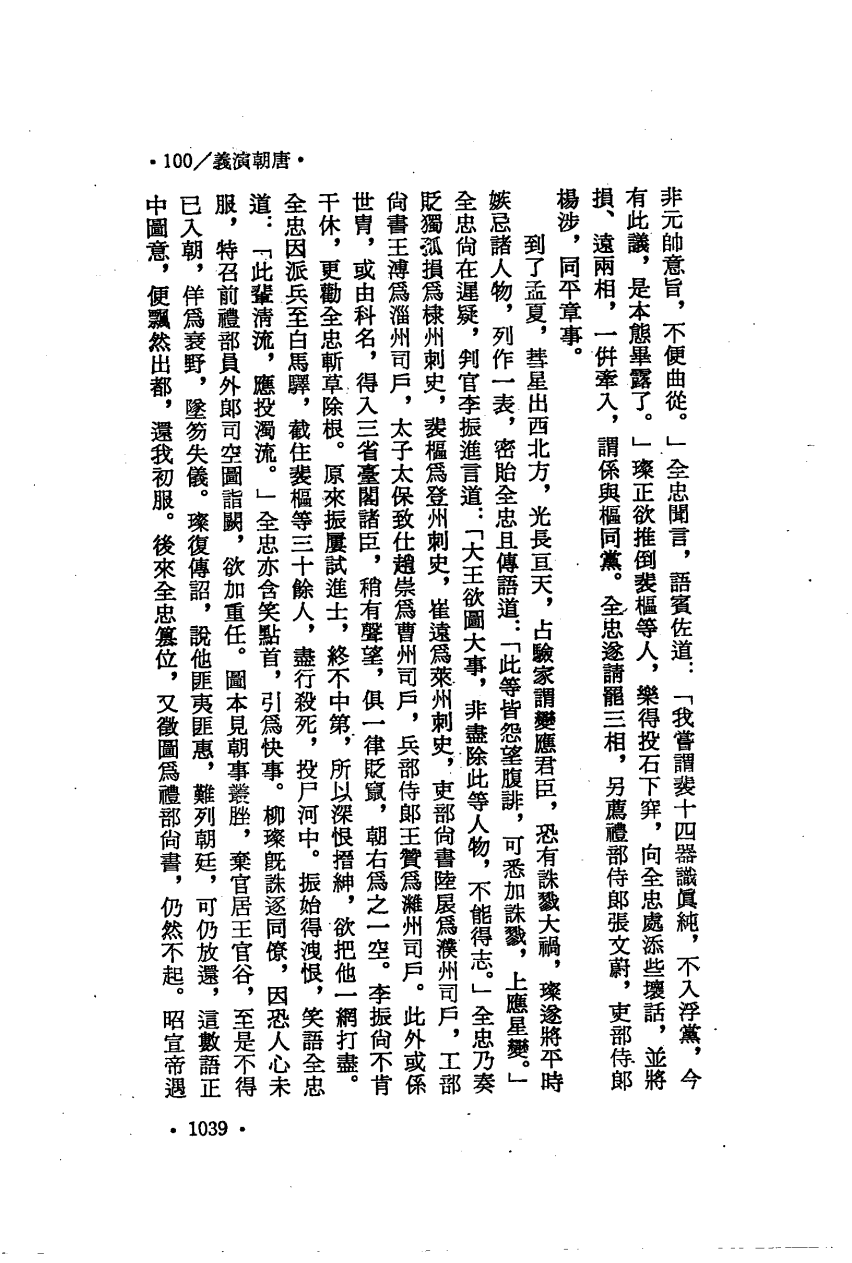 •100/義演朝唐•
非元帥意旨，不便曲從。」全忠聞言，語賓佐道：「我嘗謂裴十四器識眞純，不入浮黨，今
有此議，是本態畢露了。」璨正欲推倒裴樞等人，樂得投石下穽，向全忠處添些壞話，並將
損、遠兩相，一併牽入，謂係與樞同黨。全忠遂請罷三相，另薦禮部侍郎張文蔚，吏部侍郎
楊涉，同平章事。
到了孟夏，彗星出西北方，光長亘天，占驗家謂變應君臣，恐有誅戮大禍，璨遂將平時
嫉忌諸人物，列作一表，密貽全忠且傳語道：「此等皆怨望腹誹，可悉加誅戮，上應星變。」
全忠尙在遲疑，判官李振進言道：「大王欲圖大事，非盡除此等人物，不能得志。」全忠乃奏
貶獨孤損爲棣州刺史，裴樞爲登州刺史，崔遠爲萊州刺史，吏部尙書陸扆爲濮州司戶，工部
尙書王溥爲淄州司戶，太子太保致仕趙崇爲曹州司戶，兵部侍郎王贊爲濰州司戶。此外或係
世胄，或由科名，得入三省臺閣諸臣，稍有聲望，俱一律貶竄，朝右爲之一空。李振尙不肯
干休，更勸全忠斬草除根。原來振屢試進士，終不中第，所以深恨搢紳，欲把他一網打盡。
全忠因派兵至白馬驛，截住裴樞等三十餘人，盡行殺死，投尸河中。振始得洩恨，笑語全忠
道：「此輩淸流，應投濁流。」全忠亦含笑點首，引爲快事。柳璨旣誅逐同僚，因恐人心未
服，特召前禮部員外郎司空圖詣闕，欲加重任。圖本見朝事叢脞，棄官居王官谷，至是不得
已入朝，佯爲衰野，墜笏失儀。璨復傳詔，說他匪夷匪惠，難列朝廷，可仍放還，這數語正
中圖意，便飄然出都，還我初服。後來全忠篡位，又徵圖爲禮部尙書，仍然不起。昭宣帝遇
•1039•